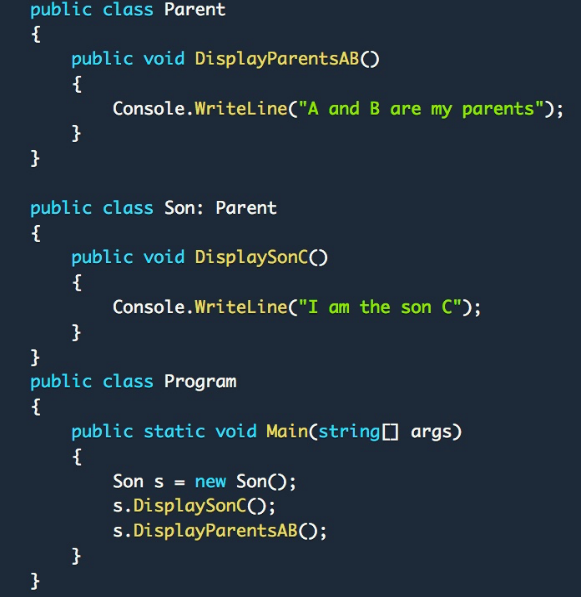 public class Parent
{
    public void DisplayParentsAB()
    {
        Console.WriteLine("A and B are my parents");
    }
}

public class Son: Parent
{
    public void DisplaySonC()
    {
        Console.WriteLine("I am the son C");
    }
}
public class Program
{
    public static void Main(string[] args)
    {
        Son s = new Son();
        s.DisplaySonC();
        s.DisplayParentsAB();
    }
}